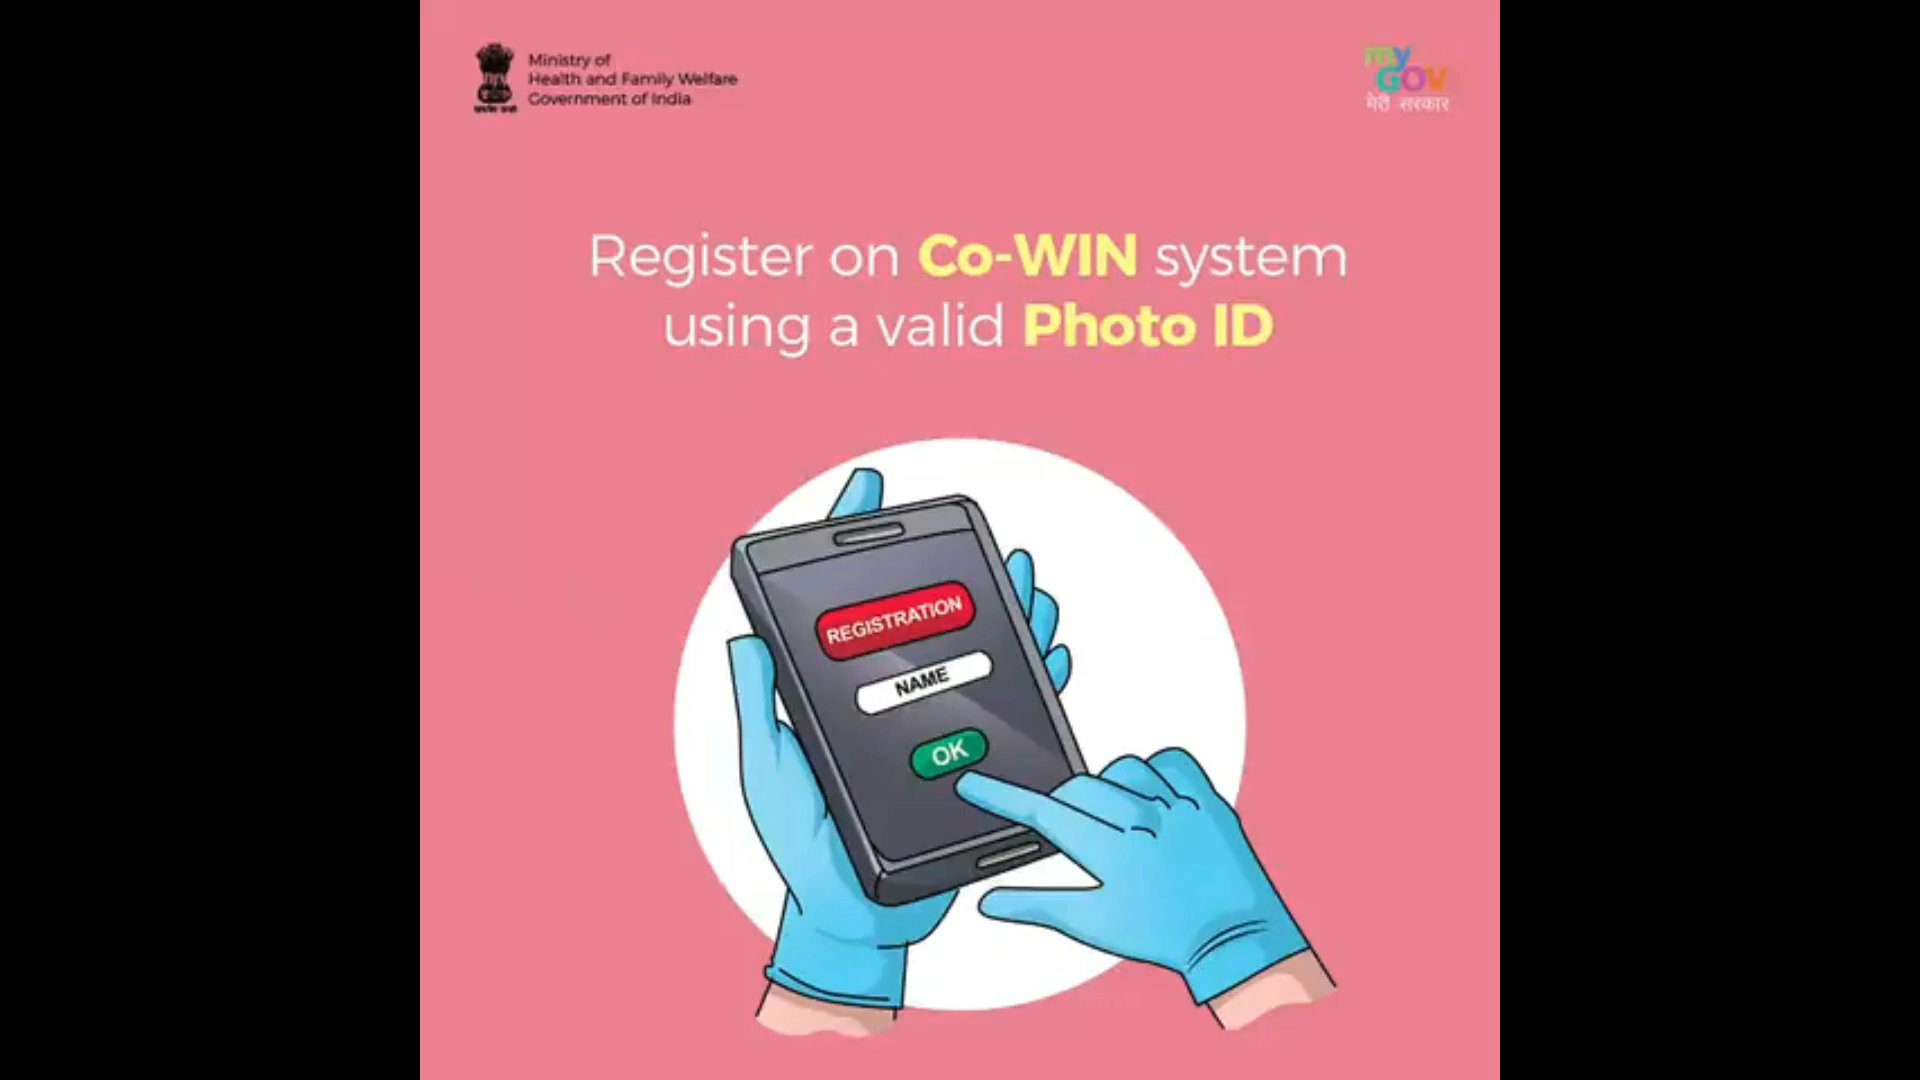 Ministry of
Health and Family Welfare
Government of India
my
GOV
मेरी सरकार
Register on Co-WIN system
using a valid Photo ID
REGISTRATION
NAME
OK